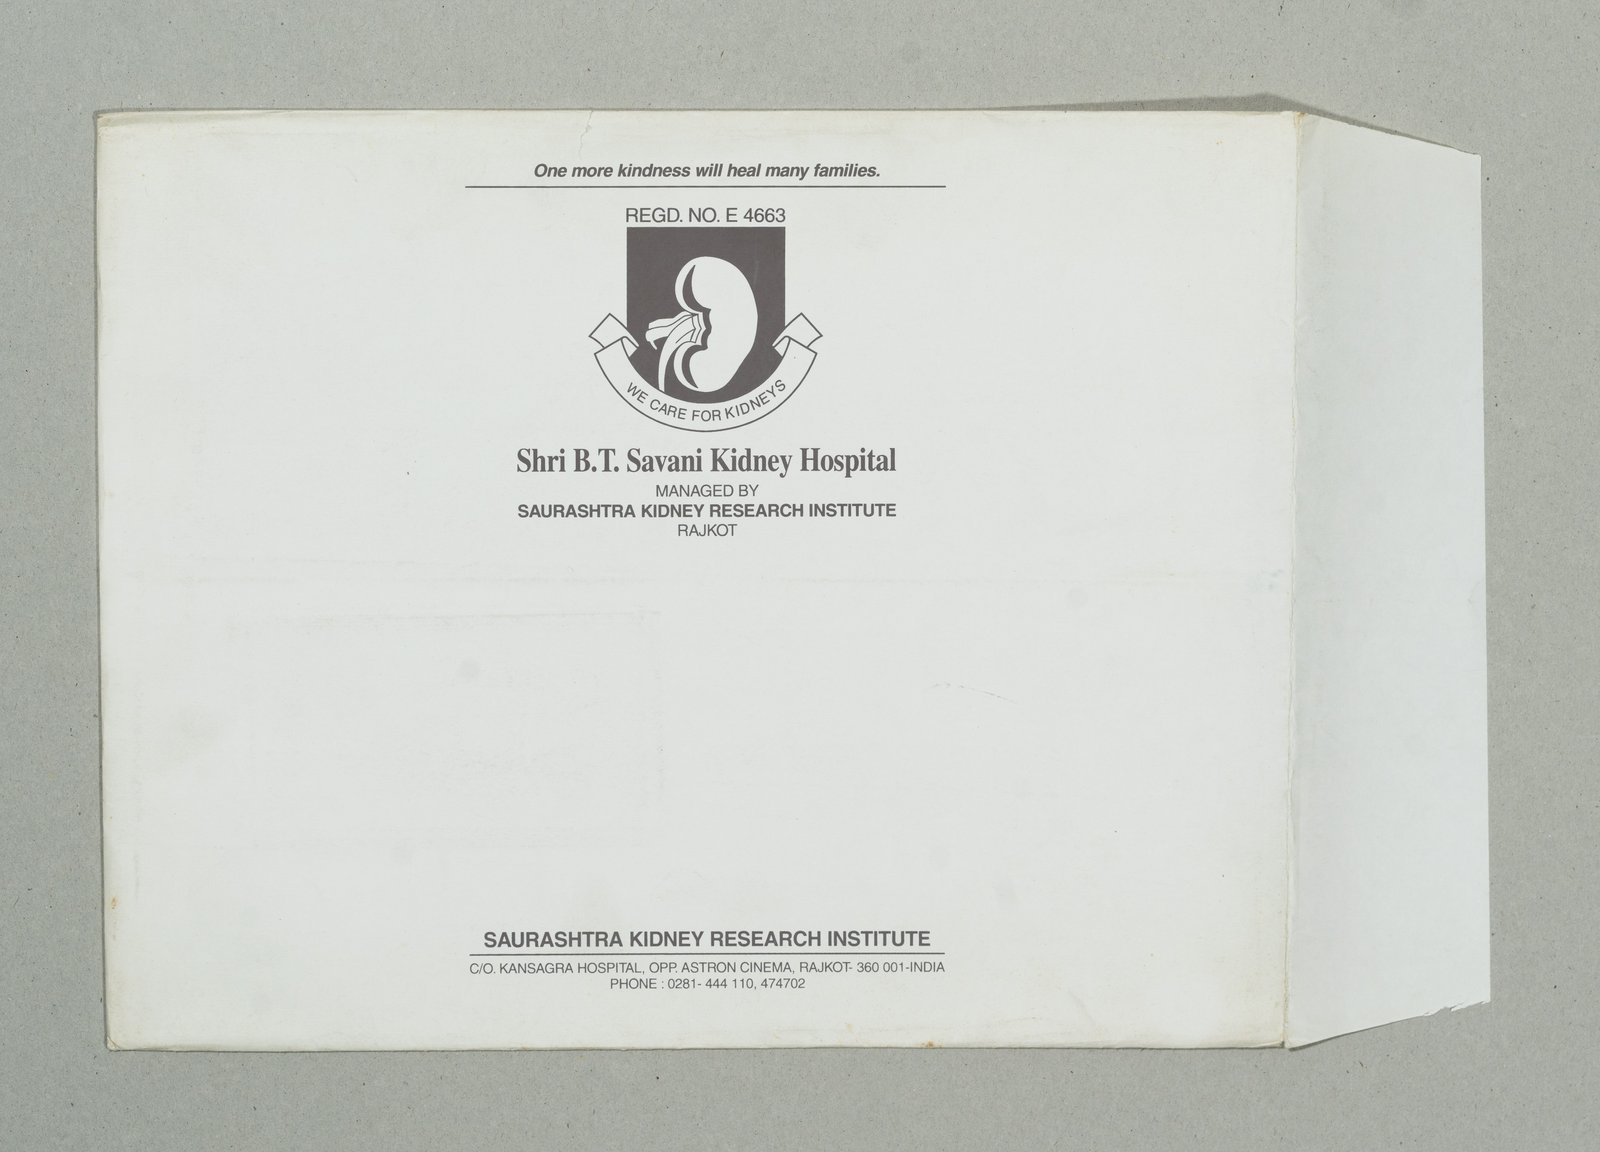 One more kindness will heal many families.
REGD. NO. E 4663
WE CARE FOR KIDNEYS
Shri B.T. Savani Kidney Hospital
MANAGED BY
SAURASHTRA KIDNEY RESEARCH INSTITUTE
RAJKOT
SAURASHTRA KIDNEY RESEARCH INSTITUTE
C/O. KANSAGRA HOSPITAL, OPP. ASTRON CINEMA, RAJKOT- 360 001-INDIA
PHONE : 0281- 444 110, 474702